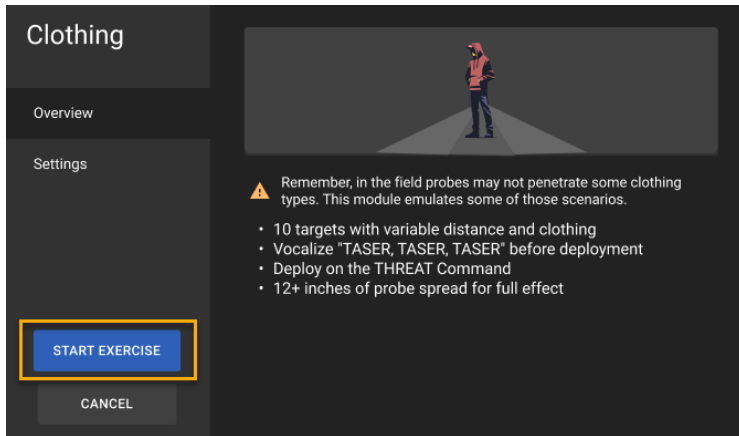 Clothing
Overview
Settings
START EXERCISE
CANCEL
Remember, in the field probes may not penetrate some clothing
types. This module emulates some of those scenarios.
• 10 targets with variable distance and clothing
• Vocalize "TASER, TASER, TASER" before deployment
• Deploy on the THREAT Command
• 12+ inches of probe spread for full effect